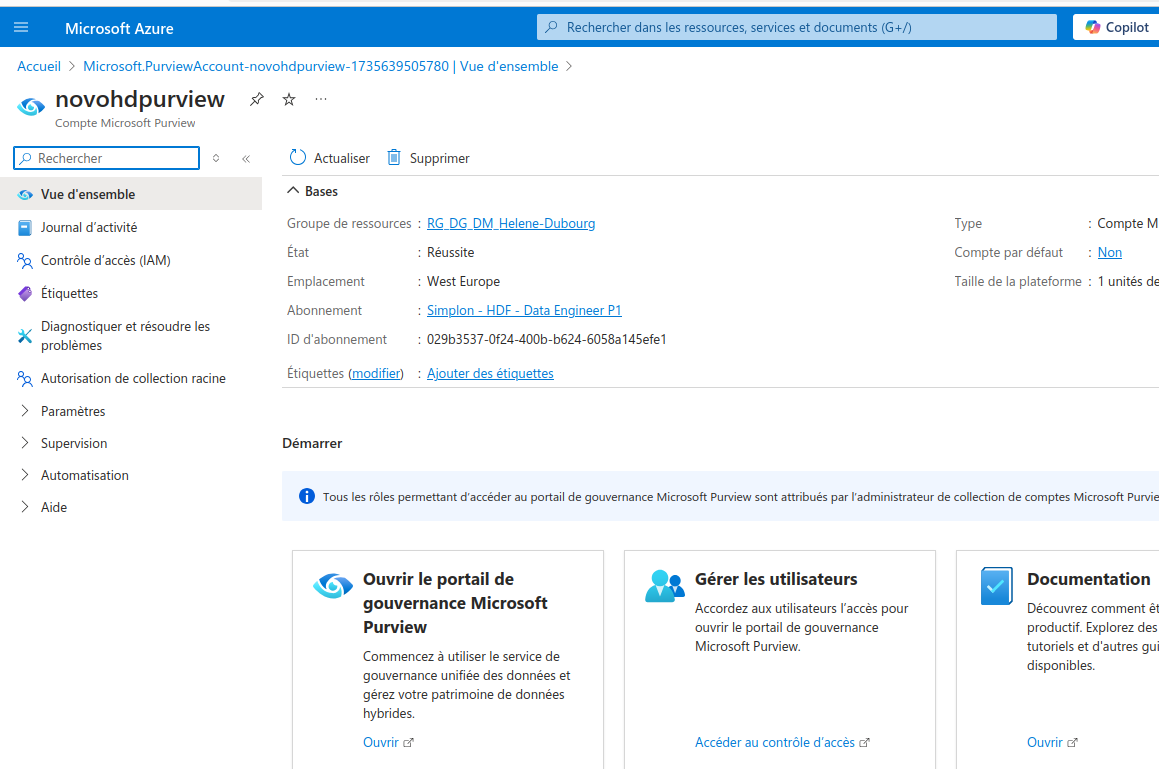 Microsoft Azure
Rechercher dans les ressources, services et documents (G+/)
Copilot
Accueil > Microsoft.PurviewAccount-novohdpurview-1735639505780 | Vue d'ensemble >
novohdpurview
Compte Microsoft Purview
Rechercher
Actualiser
Supprimer
Vue d'ensemble
Journal d’activité
Contrôle d’accès (IAM)
Étiquettes
Diagnostiquer et résoudre les
problèmes
Autorisation de collection racine
Paramètres
Supervision
Automatisation
Aide
Bases
Groupe de ressources : RG_DG_DM_Helene-Dubourg
État : Réussite
Emplacement : West Europe
Abonnement : Simplon - HDF - Data Engineer P1
ID d'abonnement : 029b3537-0f24-400b-b624-6058a145efe1
Étiquettes (modifier) : Ajouter des étiquettes
Type : Compte M
Compte par défaut : Non
Taille de la plateforme : 1 unités de
Démarrer
Tous les rôles permettant d’accéder au portail de gouvernance Microsoft Purview sont attribués par l’administrateur de collection de comptes Microsoft Purvie
Ouvrir le portail de
gouvernance Microsoft
Purview
Commencez à utiliser le service de
gouvernance unifiée des données et
gérez votre patrimoine de données
hybrides.
Ouvrir
Gérer les utilisateurs
Accordez aux utilisateurs l’accès pour
ouvrir le portail de gouvernance
Microsoft Purview.
Accéder au contrôle d’accès
Documentation
Découvrez comment êt
productif. Explorez des
tutoriels et d'autres gui
disponibles.
Ouvrir